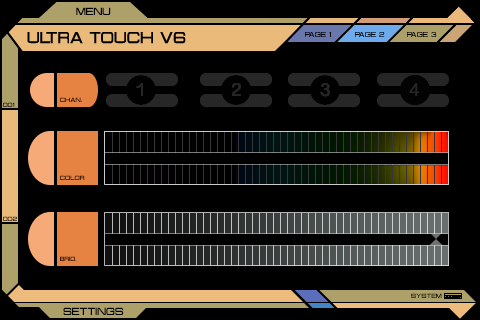 MENU
ULTRA TOUCH V6
PAGE 1
PAGE 2
PAGE 3
001
CHAN.
1
2
3
4
COLOR
002
BRIG.
SYSTEM
SETTINGS